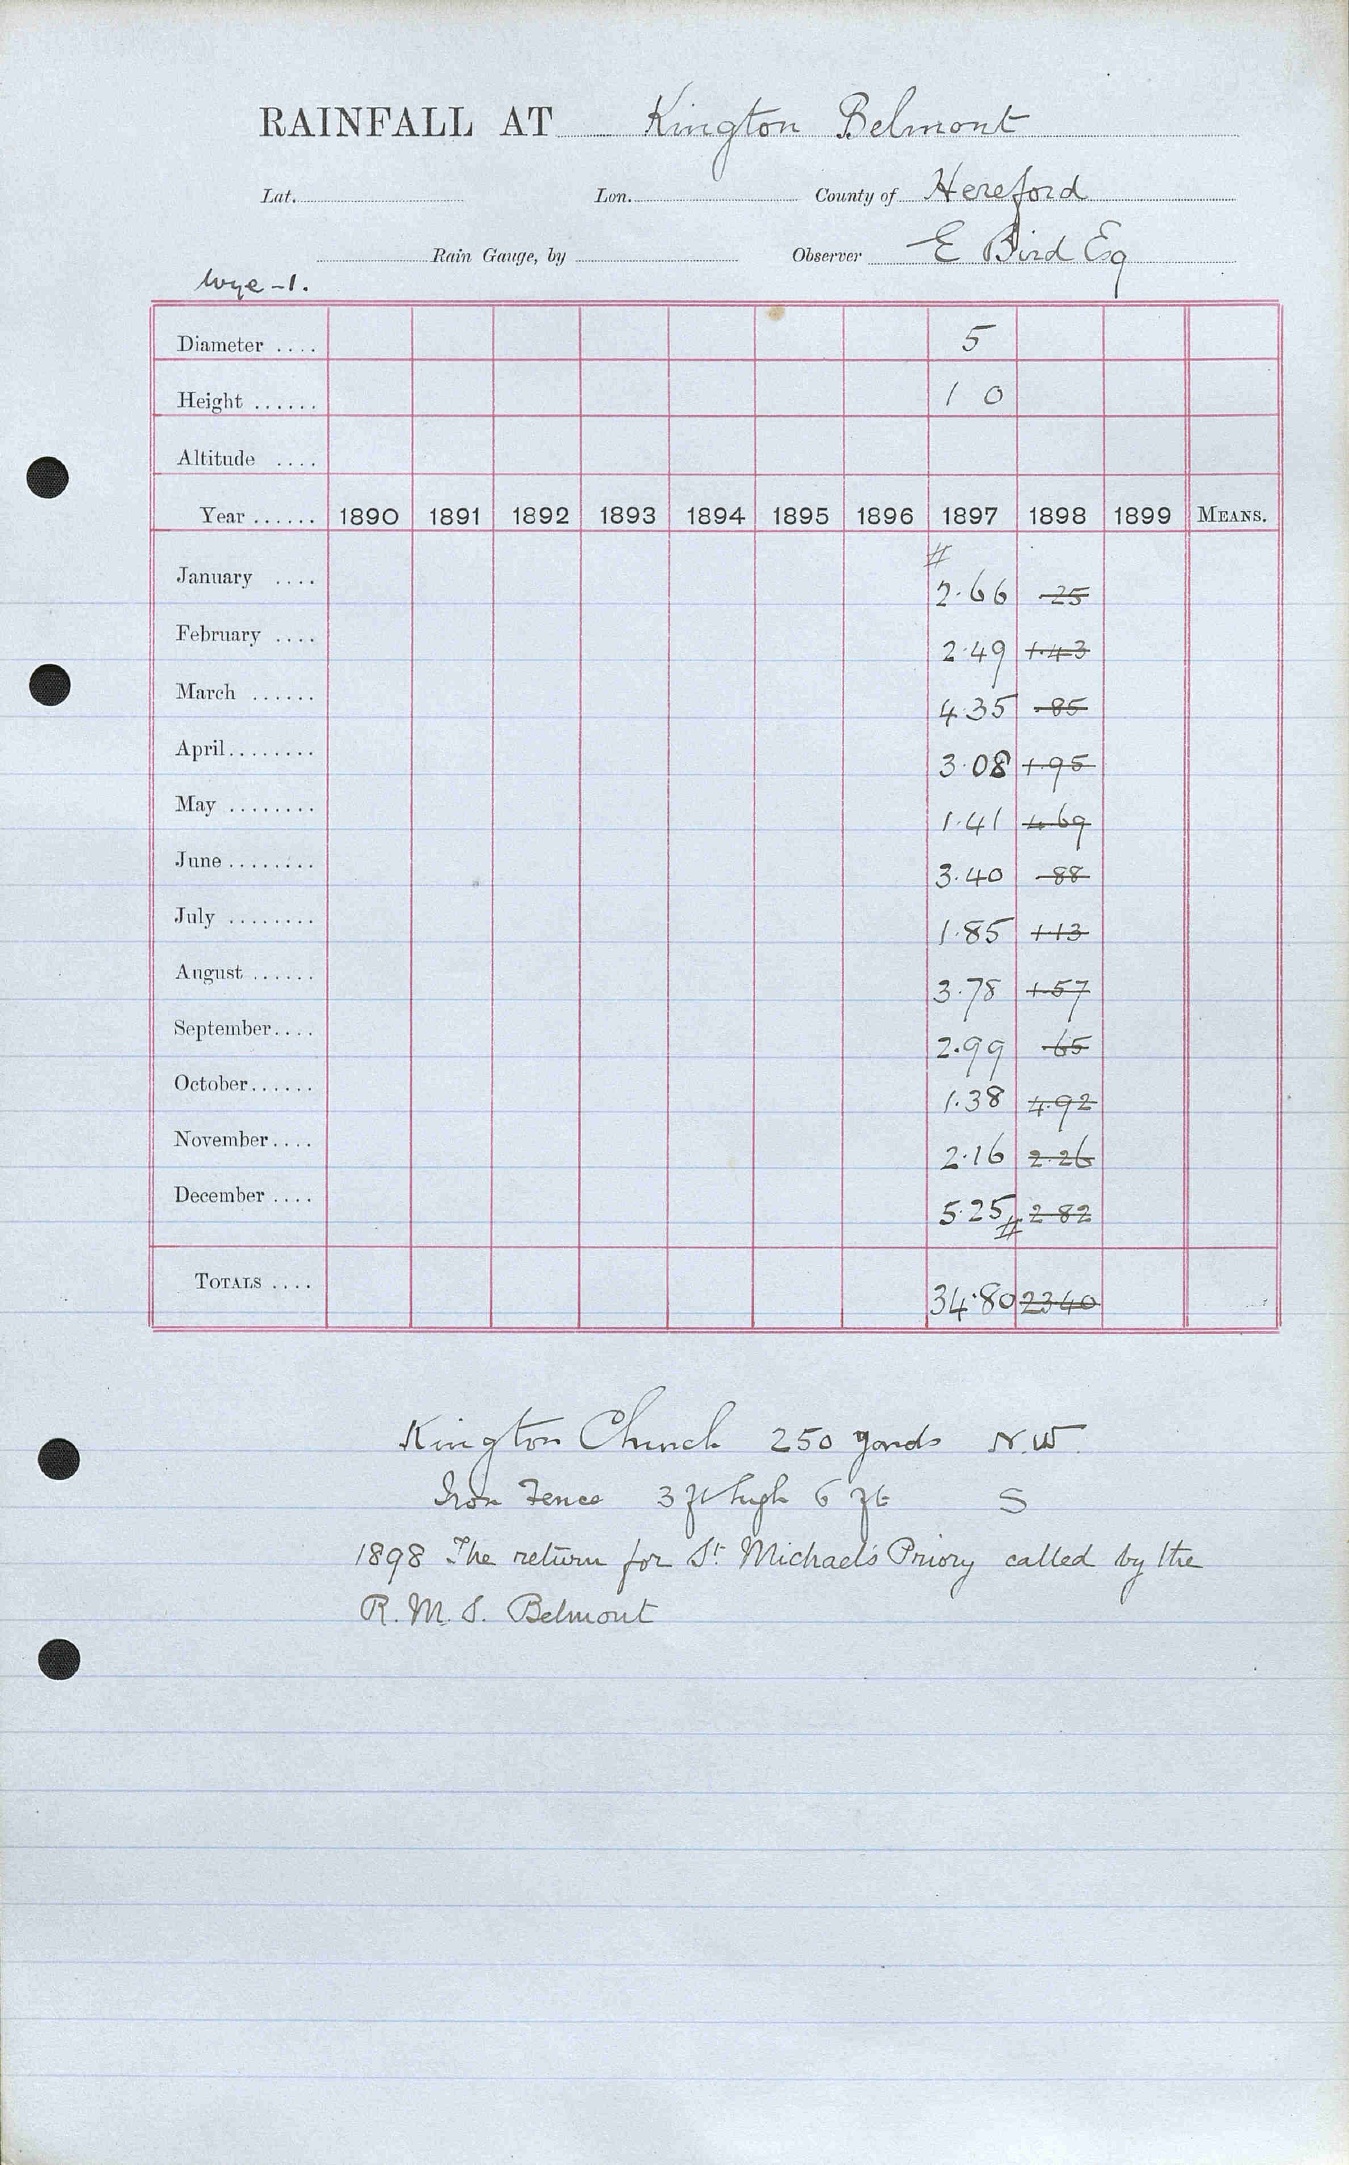 RAINFALL AT Kington Belmont
Lat. Lon. County of Hereford
Rain Gauge, by Observer E Bird Esq
Wye-1.
Diameter .... 5
Height ...... 1 0
Altitude ....
Year ...... 1890 1891 1892 1893 1894 1895 1896 1897 1898 1899 MEANS.
#
January .... 2.66 .25
February .... 2.49 1.43
March ...... 4.35 .85
April........ 3.08 1.95
May ........ 1.41 4.69
June ........ 3.40 .88
July ........ 1.85 1.13
August ...... 3.78 1.57
September.... 2.99 .65
October...... 1.38 4.92
November.... 2.16 2.26
December .... 5.25 2.82
#
TOTALS .... 34.80 23.40
Kington Church 250 yards N.W.
Iron Fence 3 ft high 6 ft S
1898 The return for St. Michael's Priory called by the
R.M.S. Belmont